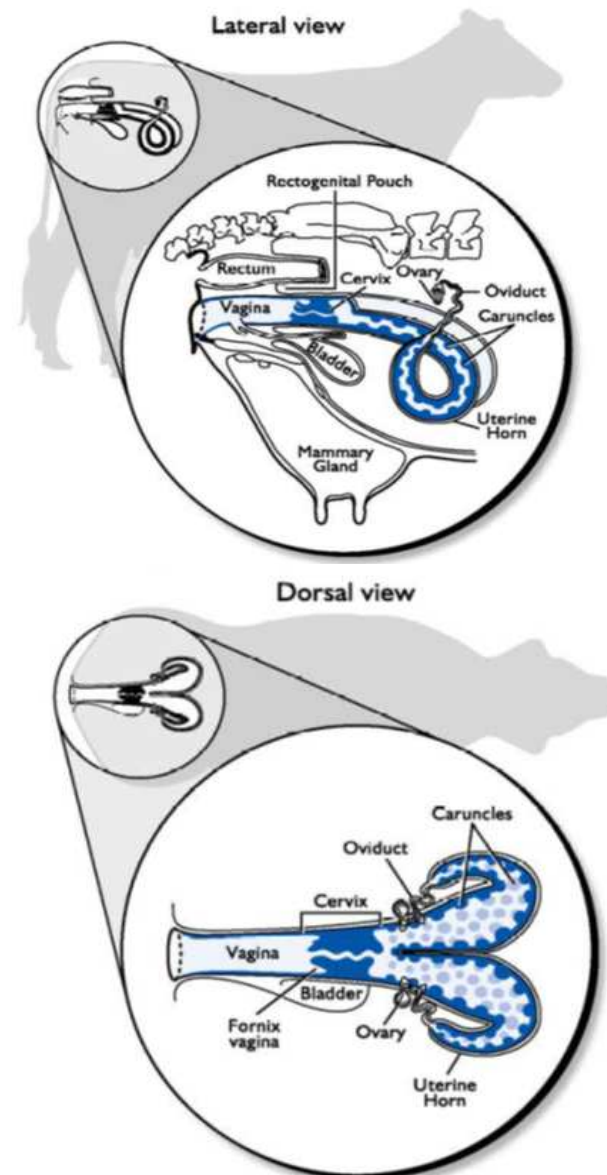 Lateral view
Rectogenital Pouch
Rectum
Cervix
Ovary
Oviduct
Vagina
Caruncles
Bladder
Uterine
Horn
Mammary
Gland
Dorsal view
Caruncles
Oviduct
Cervix
Vagina
Bladder
Fornix
vagina
Ovary
Uterine
Horn